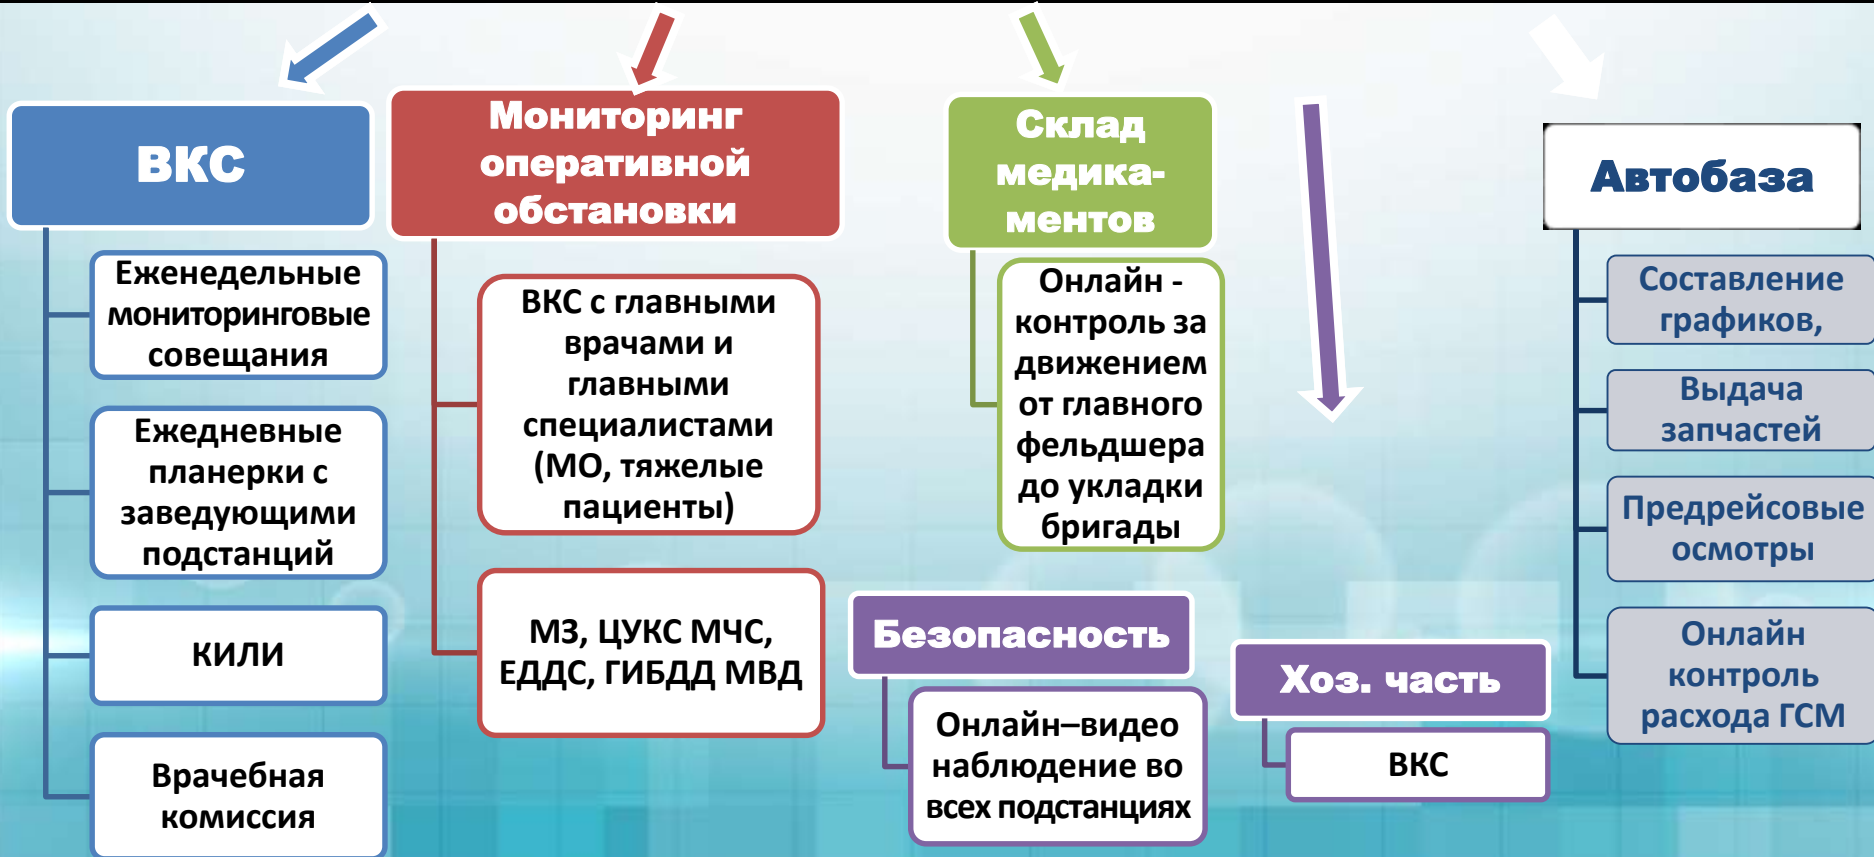 ВКС
Еженедельные
мониторинговые
совещания
Ежедневные
планерки с
заведующими
подстанций
КИЛИ
Врачебная
комиссия
Мониторинг
оперативной
обстановки
ВКС с главными
врачами и
главными
специалистами
(МО, тяжелые
пациенты)
МЗ, ЦУКС МЧС,
ЕДДС, ГИБДД МВД
Склад
медика-
ментов
Онлайн -
контроль за
движением
от главного
фельдшера
до укладки
бригады
Безопасность
Онлайн–видео
наблюдение во
всех подстанциях
Хоз. часть
ВКС
Автобаза
Составление
графиков,
Выдача
запчастей
Предрейсовые
осмотры
Онлайн
контроль
расхода ГСМ